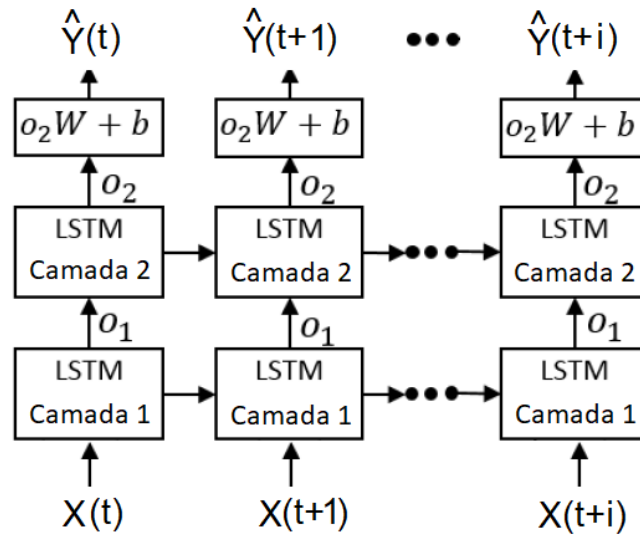 Ŷ(t) Ŷ(t+1) ••• Ŷ(t+i)
o₂W + b o₂W + b o₂W + b
o₂ o₂ o₂
LSTM LSTM LSTM
Camada 2 Camada 2 ••• Camada 2
o₁ o₁ o₁
LSTM LSTM LSTM
Camada 1 Camada 1 ••• Camada 1
X(t) X(t+1) X(t+i)